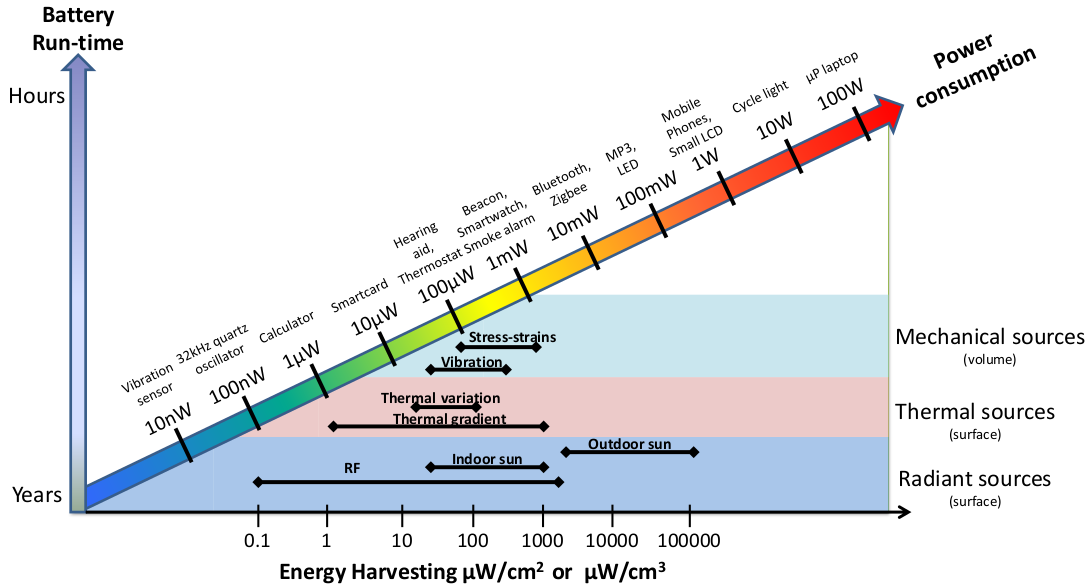 Battery
Run-time
Hours
Years
Power
consumption
Vibration
sensor
32kHz quartz
oscillator
Calculator
Smartcard
Hearing
aid,
Thermostat
Beacon,
Smartwatch,
Smoke alarm
Bluetooth,
Zigbee
MP3,
LED
Mobile
Phones,
Small LCD
Cycle light
µP laptop
10nW
100nW
1µW
10µW
100µW
1mW
10mW
100mW
1W
10W
100W
Stress-strains
Vibration
Mechanical sources
(volume)
Thermal variation
Thermal gradient
Thermal sources
(surface)
Outdoor sun
Indoor sun
RF
Radiant sources
(surface)
0.1 1 10 100 1000 10000 100000
Energy Harvesting µW/cm² or µW/cm³